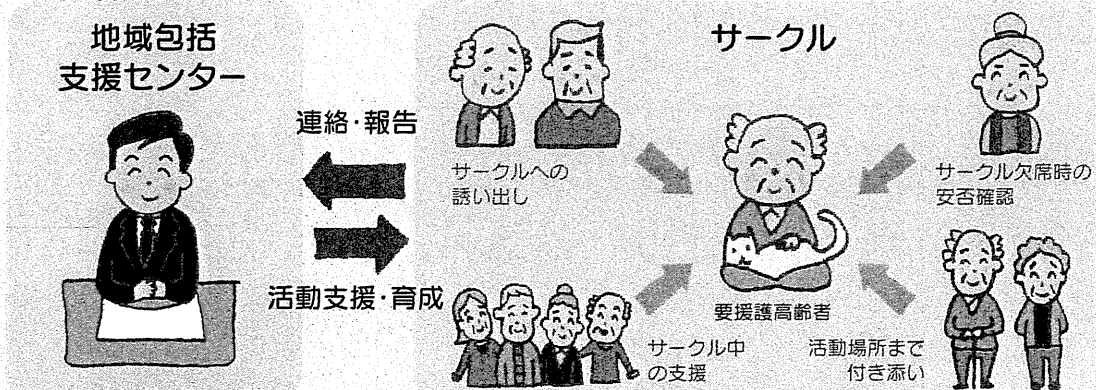 地域包括
支援センター
連絡・報告
活動支援・育成
サークル
サークルへの
誘い出し
サークル欠席時の
安否確認
要援護高齢者
サークル中
の支援
活動場所まで
付き添い